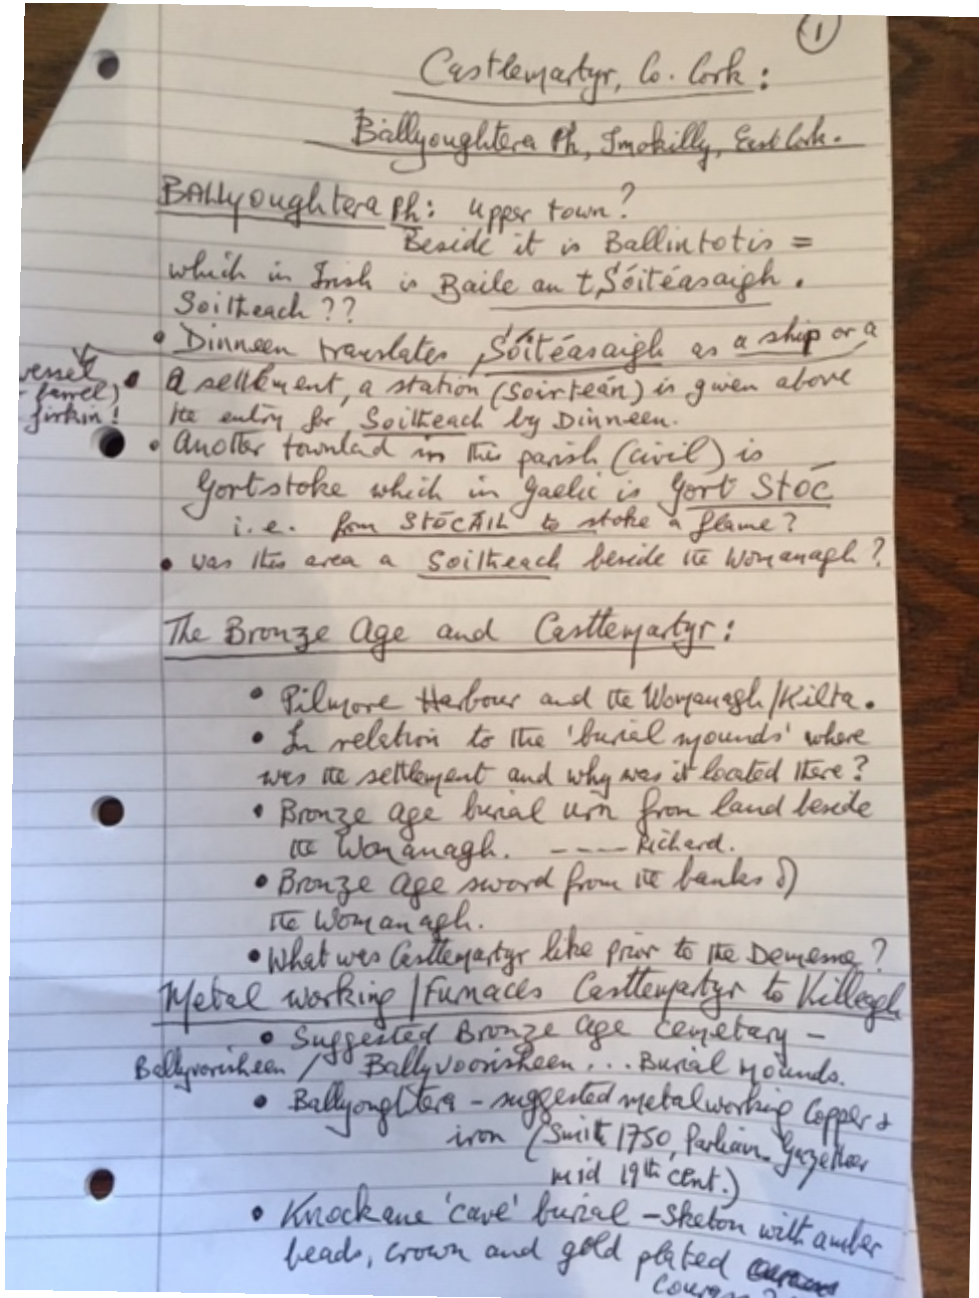 1
Castlemartyr, Co. Cork:
Ballyoughtera Ph, Imokilly, East Cork.
BALLyoughtera Ph: upper town?
Beside it is Ballintotis =
which in Irish is Baile an tSóitéasaigh.
Soitheach??
• Dinneen translates Sóitéasaigh as a ship or a
vessel
barrel)
firkin!
• a settlement, a station (Soirteán) is given above
the entry for Soitheach by Dinneen.
• Another townland in this parish (civil) is
Gortstoke which in Gaelic is Gort Stōc
i.e. from STŌCĀIL to stoke a flame?
• was this area a Soitheach beside the Womanagh?
The Bronze Age and Castlemartyr:
• Pilmore Harbour and the Womanagh/Kilta.
• In relation to the 'burial mounds' where
was the settlement and why was it located there?
• Bronze Age burial urn from land beside
the Womanagh. ---- Richard.
• Bronze Age sword from the banks of
the Womanagh.
• What was Castlemartyr like prior to the Demesne?
Metal working/Furnaces Castlemartyr to Killeagh
• Suggested Bronze Age Cemetary –
Ballyvorisheen / Ballyvoorisheen ... Burial Mounds.
• Ballyoughtera – suggested metalworking Copper &
iron (Smith 1750, Parliam. Gazetteer
mid 19th cent.)
• Knockane 'cave' burial – Sketon with amber
beads, crown and gold plated